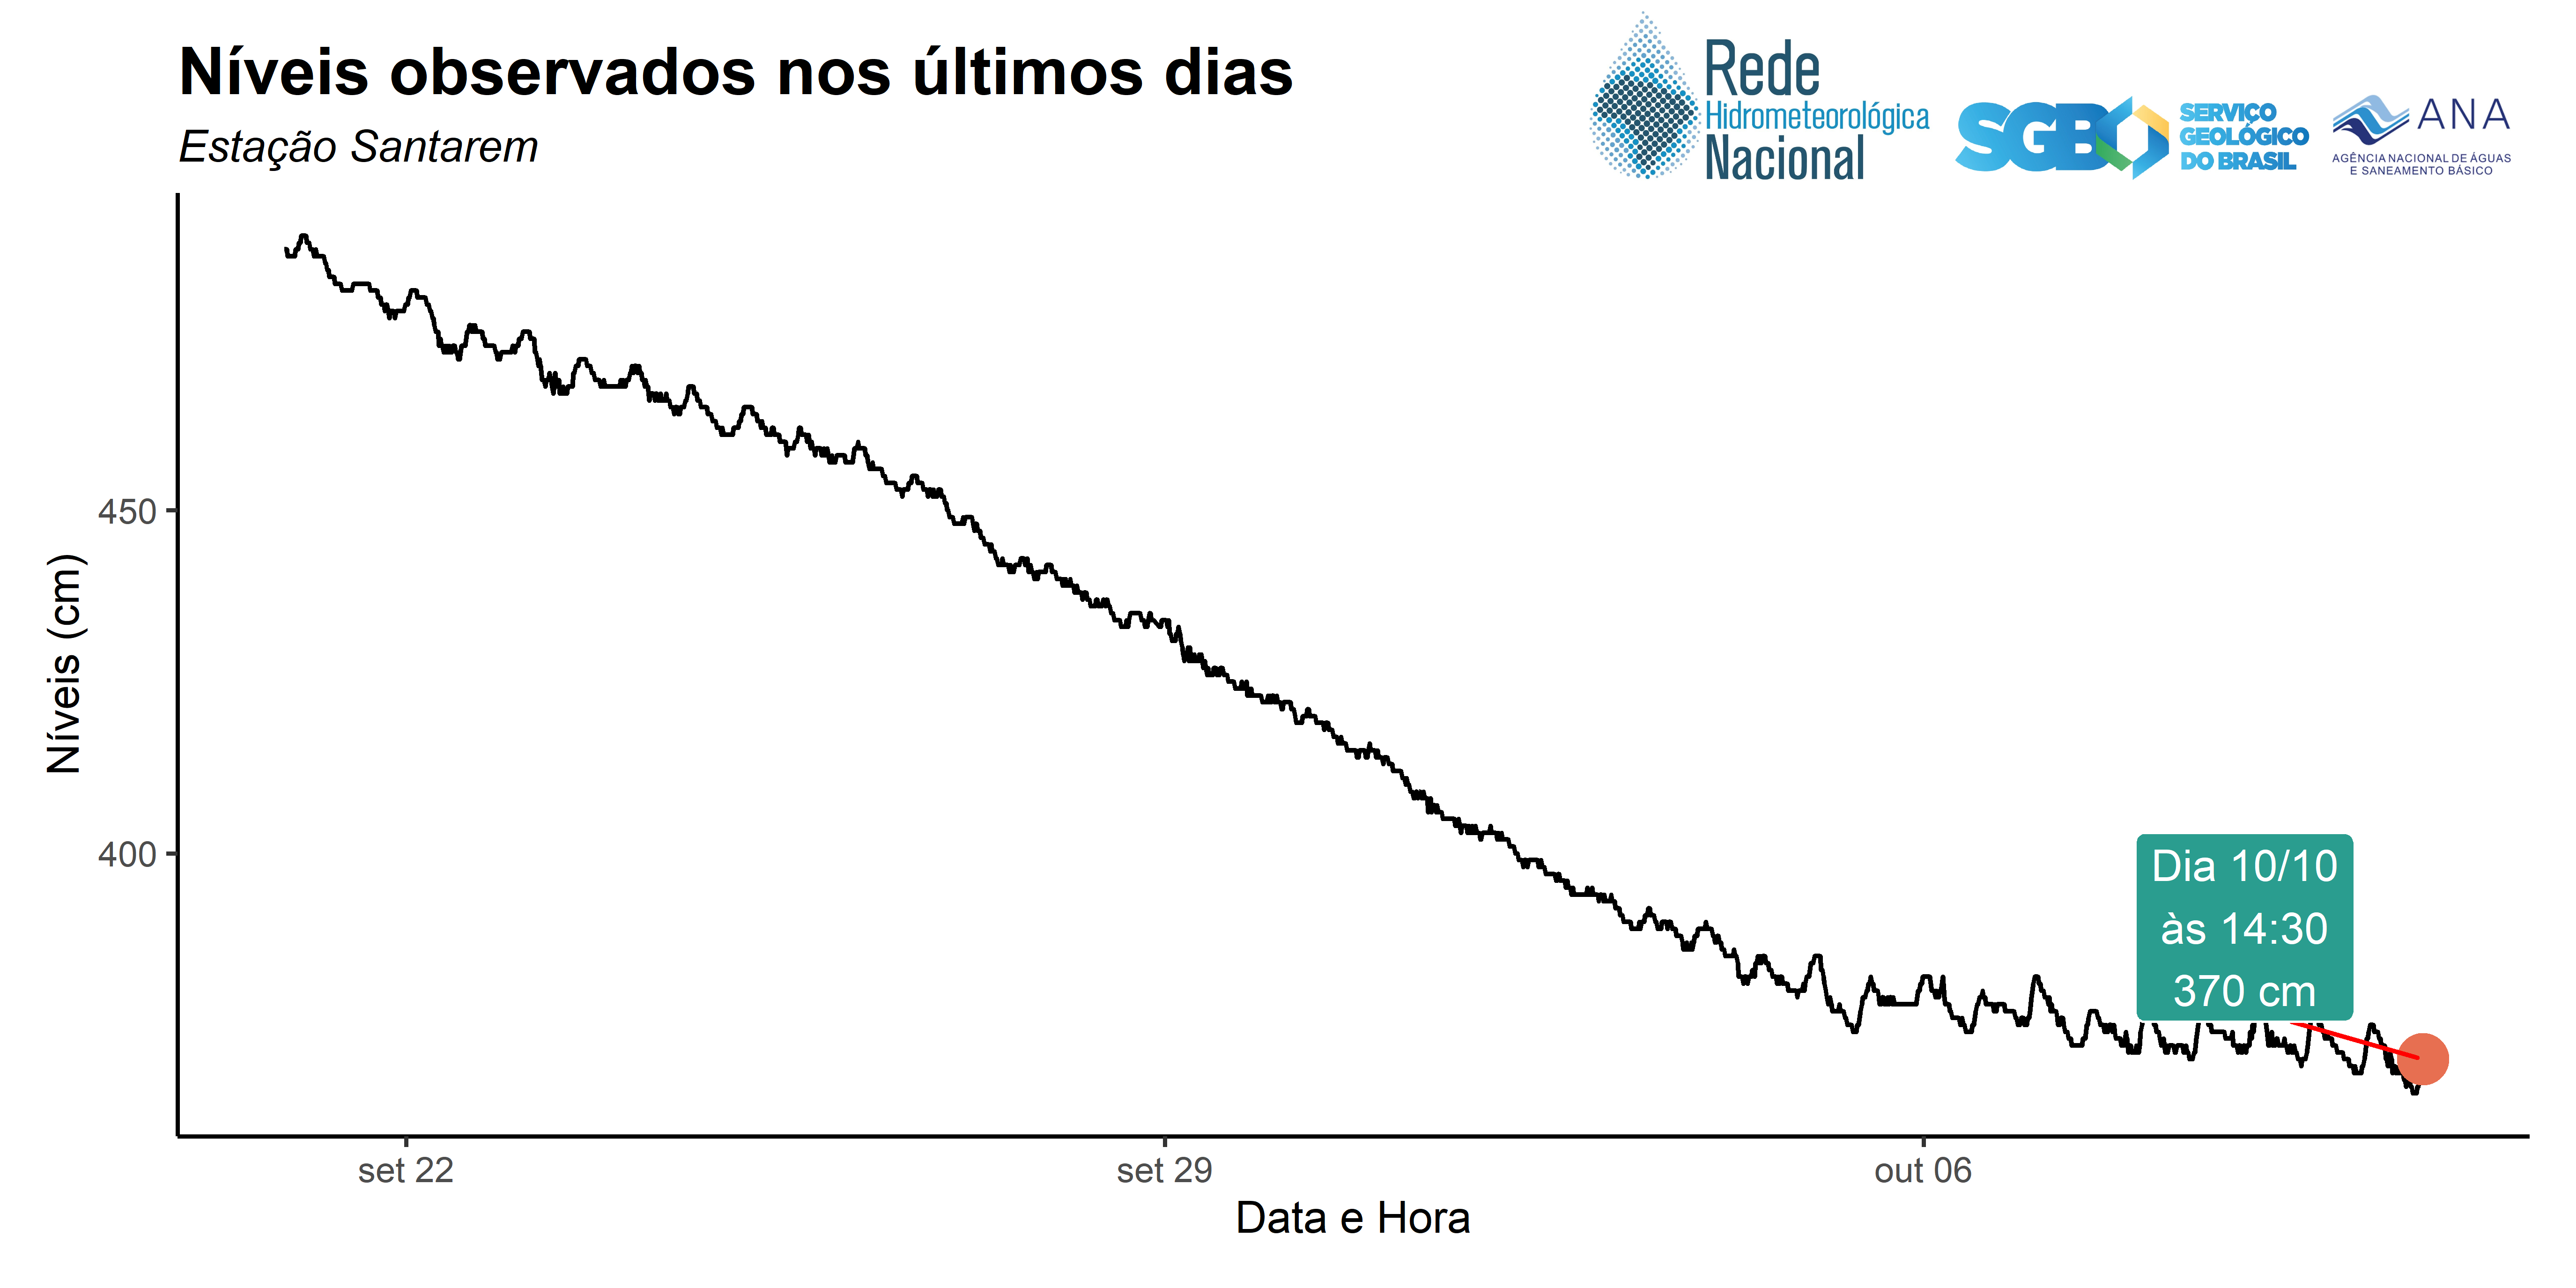 Níveis observados nos últimos dias
Estação Santarem
Rede
Hidrometeorológica
Nacional
SGB
SERVIÇO
GEOLÓGICO
DO BRASIL
ANA
AGÊNCIA NACIONAL DE ÁGUAS
E SANEAMENTO BÁSICO
Níveis (cm)
450
400
Dia 10/10
às 14:30
370 cm
set 22
set 29
out 06
Data e Hora